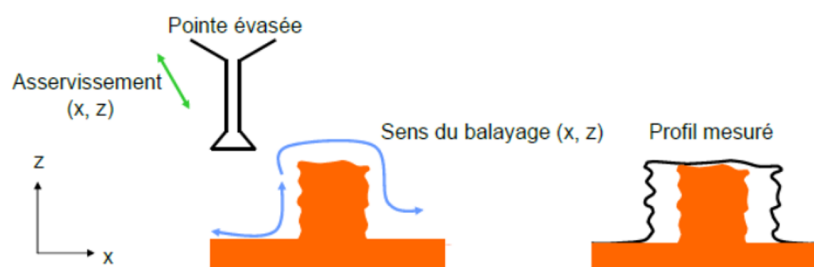 Pointe évasée
Asservissement
(x, z)
Sens du balayage (x, z)
Profil mesuré
z
x